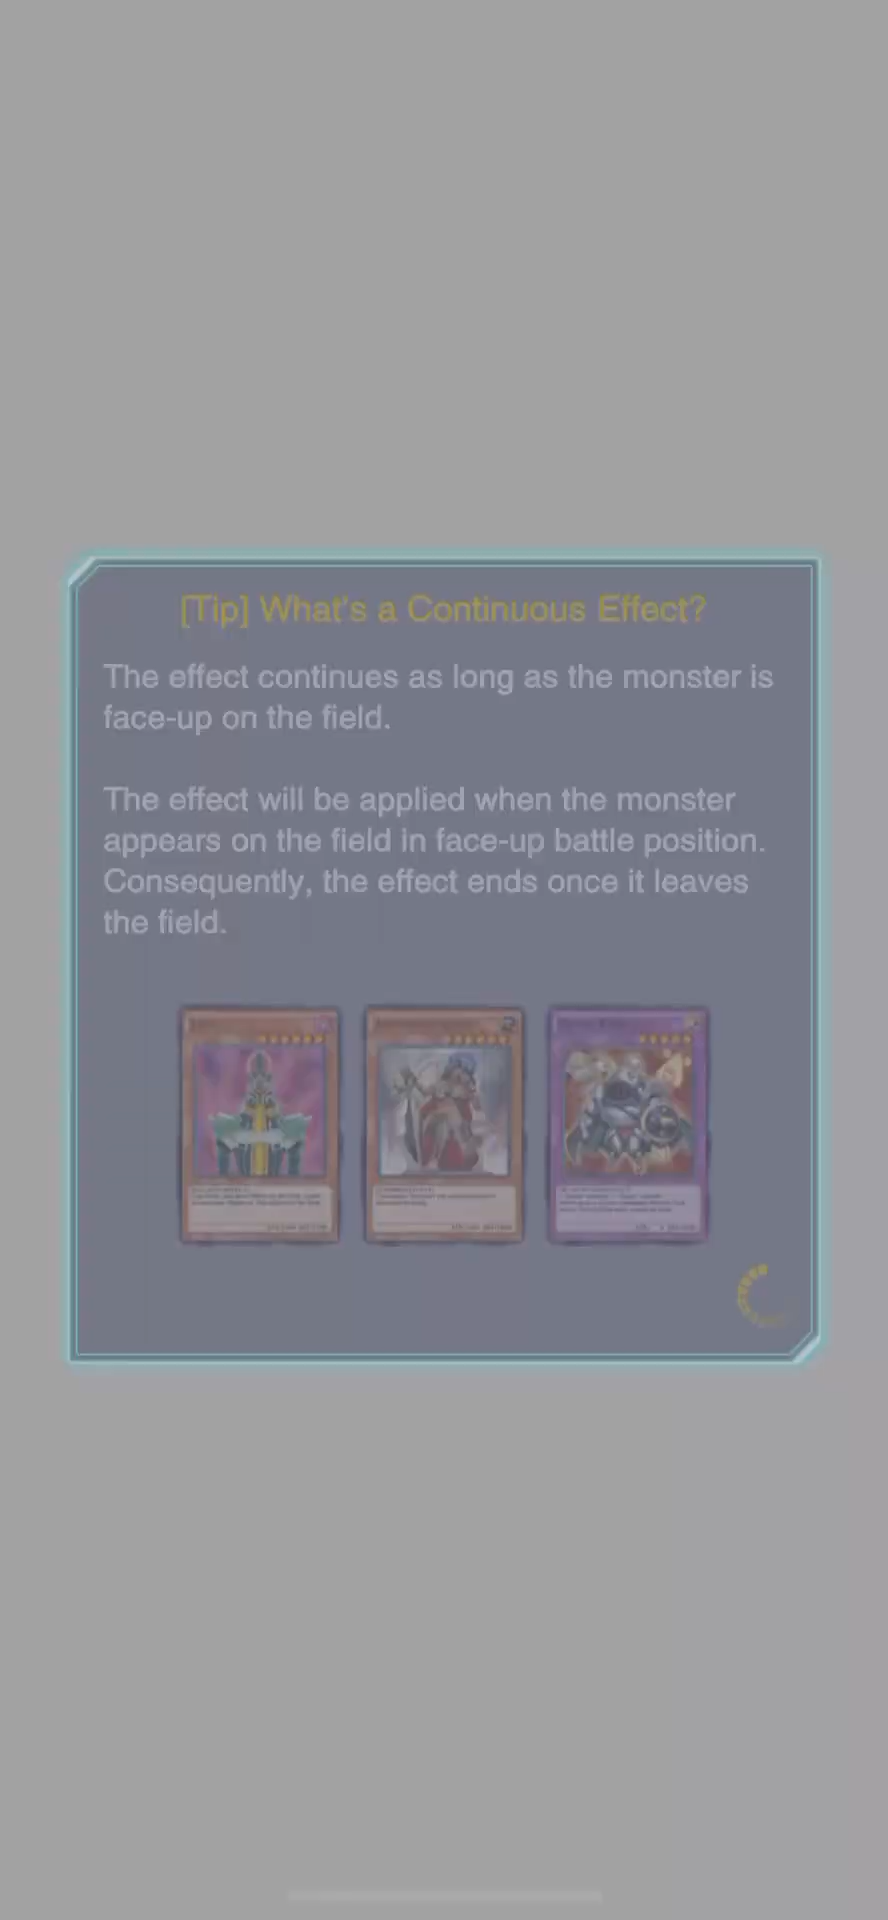 [Tip] What's a Continuous Effect?
The effect continues as long as the monster is
face-up on the field.
The effect will be applied when the monster
appears on the field in face-up battle position.
Consequently, the effect ends once it leaves
the field.